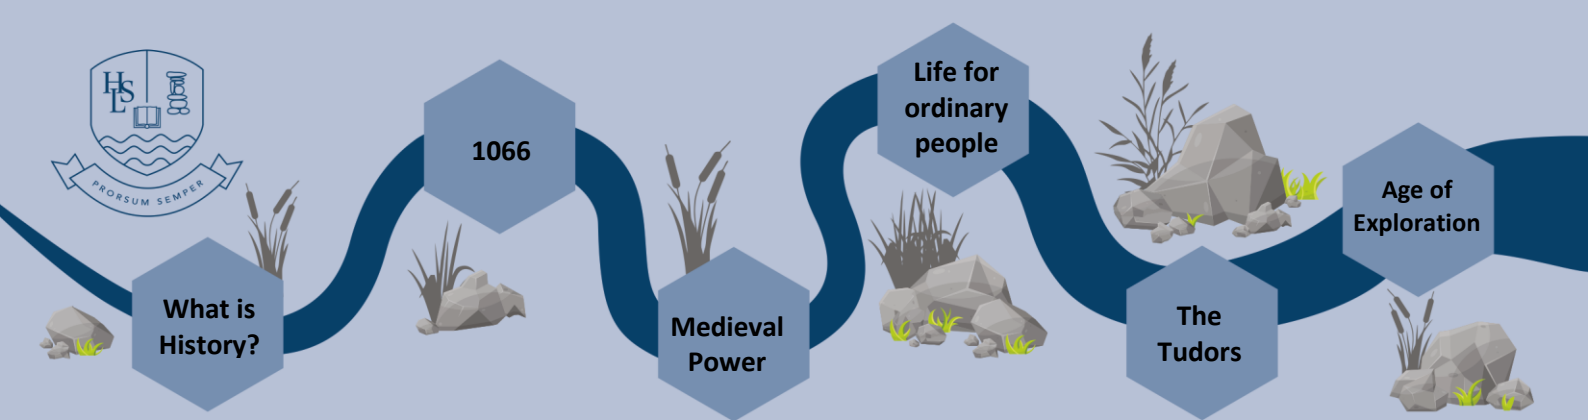 HLS
PRORSUM SEMPER
What is
History?
1066
Medieval
Power
Life for
ordinary
people
The
Tudors
Age of
Exploration